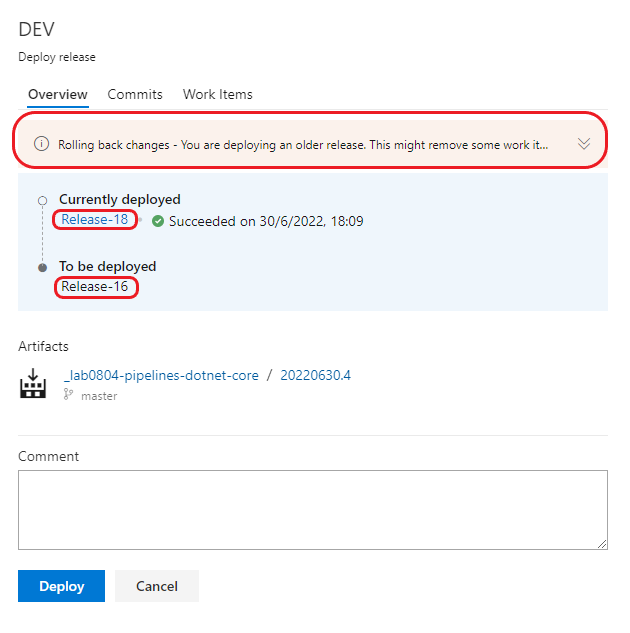 DEV
Deploy release
Overview Commits Work Items
Rolling back changes - You are deploying an older release. This might remove some work it...
Currently deployed
Release-18 Succeeded on 30/6/2022, 18:09
To be deployed
Release-16
Artifacts
_lab0804-pipelines-dotnet-core / 20220630.4
master
Comment
Deploy Cancel